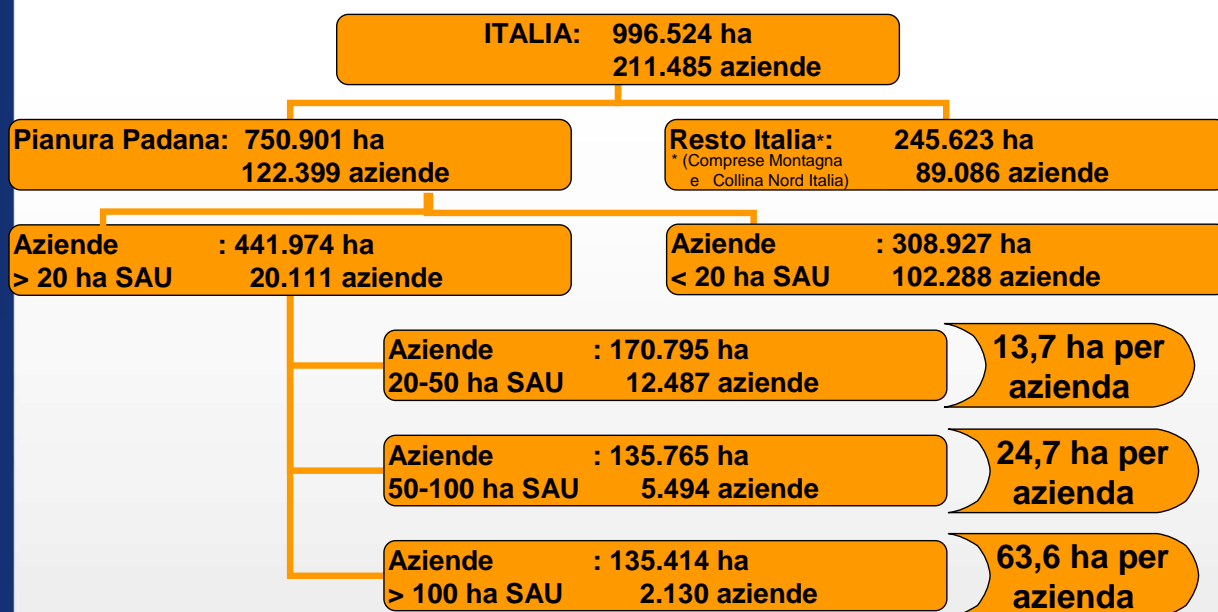 ITALIA: 996.524 ha
211.485 aziende
Pianura Padana: 750.901 ha
122.399 aziende
Resto Italia*: 245.623 ha
* (Comprese Montagna
e Collina Nord Italia)
89.086 aziende
Aziende : 441.974 ha
> 20 ha SAU 20.111 aziende
Aziende : 308.927 ha
< 20 ha SAU 102.288 aziende
Aziende : 170.795 ha
20-50 ha SAU 12.487 aziende
13,7 ha per
azienda
Aziende : 135.765 ha
50-100 ha SAU 5.494 aziende
24,7 ha per
azienda
Aziende : 135.414 ha
> 100 ha SAU 2.130 aziende
63,6 ha per
azienda